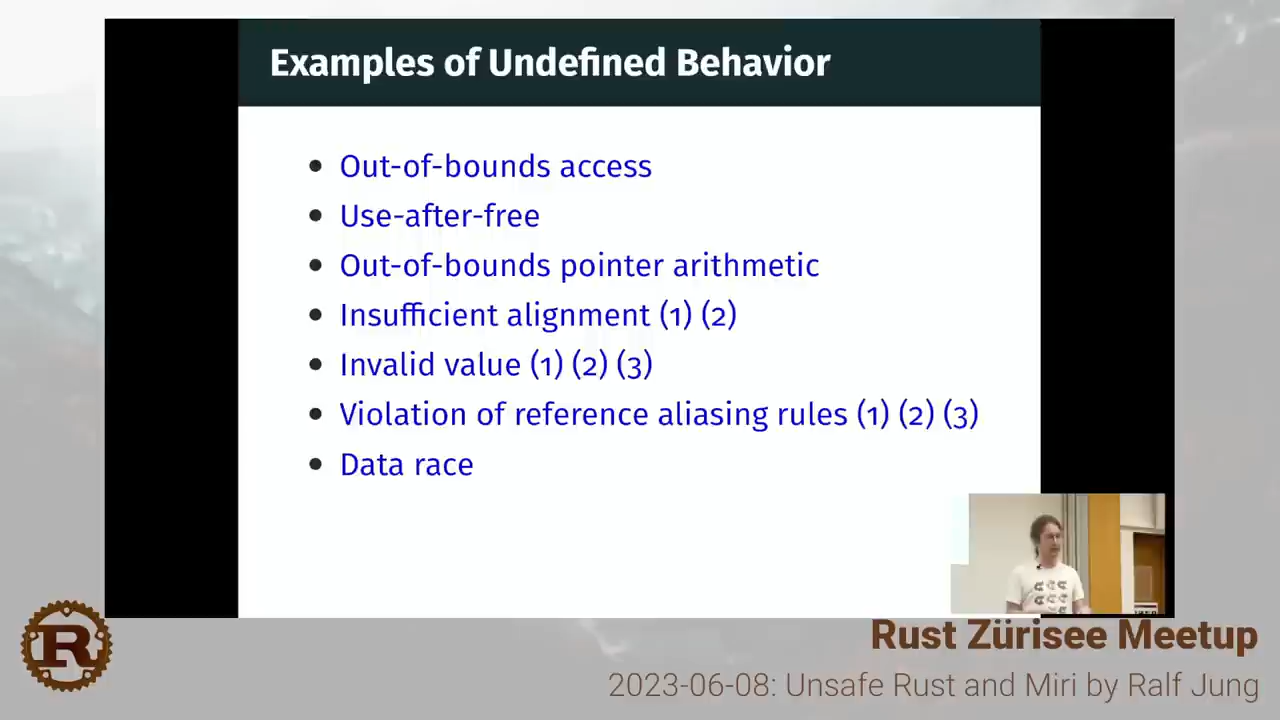 Examples of Undefined Behavior
• Out-of-bounds access
• Use-after-free
• Out-of-bounds pointer arithmetic
• Insufficient alignment (1) (2)
• Invalid value (1) (2) (3)
• Violation of reference aliasing rules (1) (2) (3)
• Data race
R
Rust Zürisee Meetup
2023-06-08: Unsafe Rust and Miri by Ralf Jung